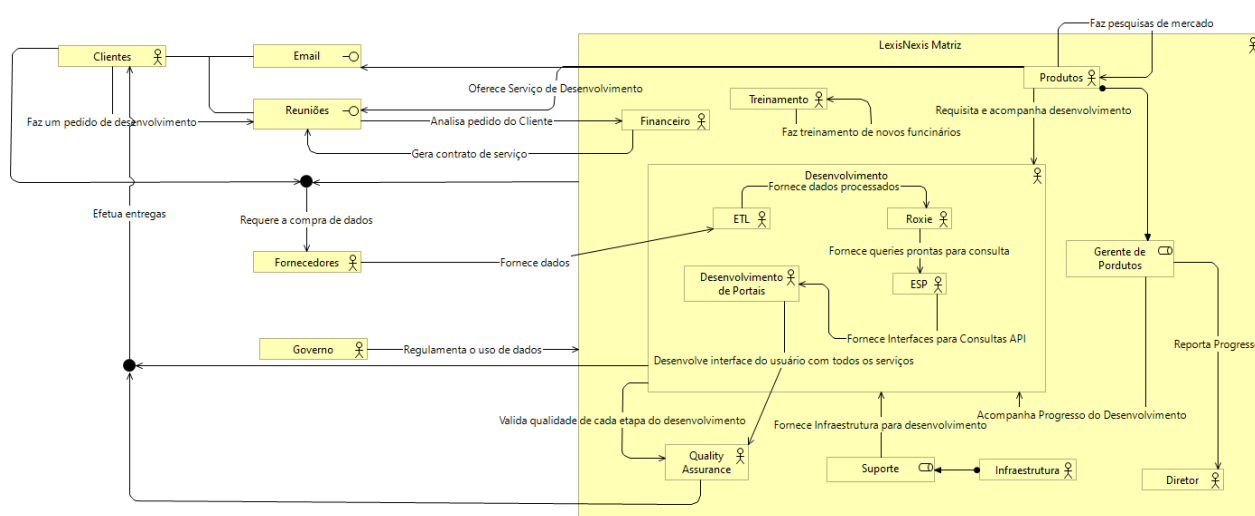 Faz pesquisas de mercado
LexisNexis Matriz
Clientes
Email
Produtos
Oferece Serviço de Desenvolvimento
Treinamento
Requisita e acompanha desenvolvimento
Reuniões
Faz um pedido de desenvolvimento
Analisa pedido do Cliente
Financeiro
Faz treinamento de novos funcinários
Gera contrato de serviço
Desenvolvimento
Fornece dados processados
Efetua entregas
Requere a compra de dados
ETL
Roxie
Fornece queries prontas para consulta
Fornecedores
Fornece dados
Gerente de
Pordutos
Desenvolvimento
de Portais
ESP
Fornece Interfaces para Consultas API
Governo
Regulamenta o uso de dados
Reporta Progresso
Desenvolve interface do usuário com todos os serviços
Acompanha Progresso do Desenvolvimento
Valida qualidade de cada etapa do desenvolvimento
Fornece Infraestrutura para desenvolvimento
Quality
Assurance
Suporte
Infraestrutura
Diretor